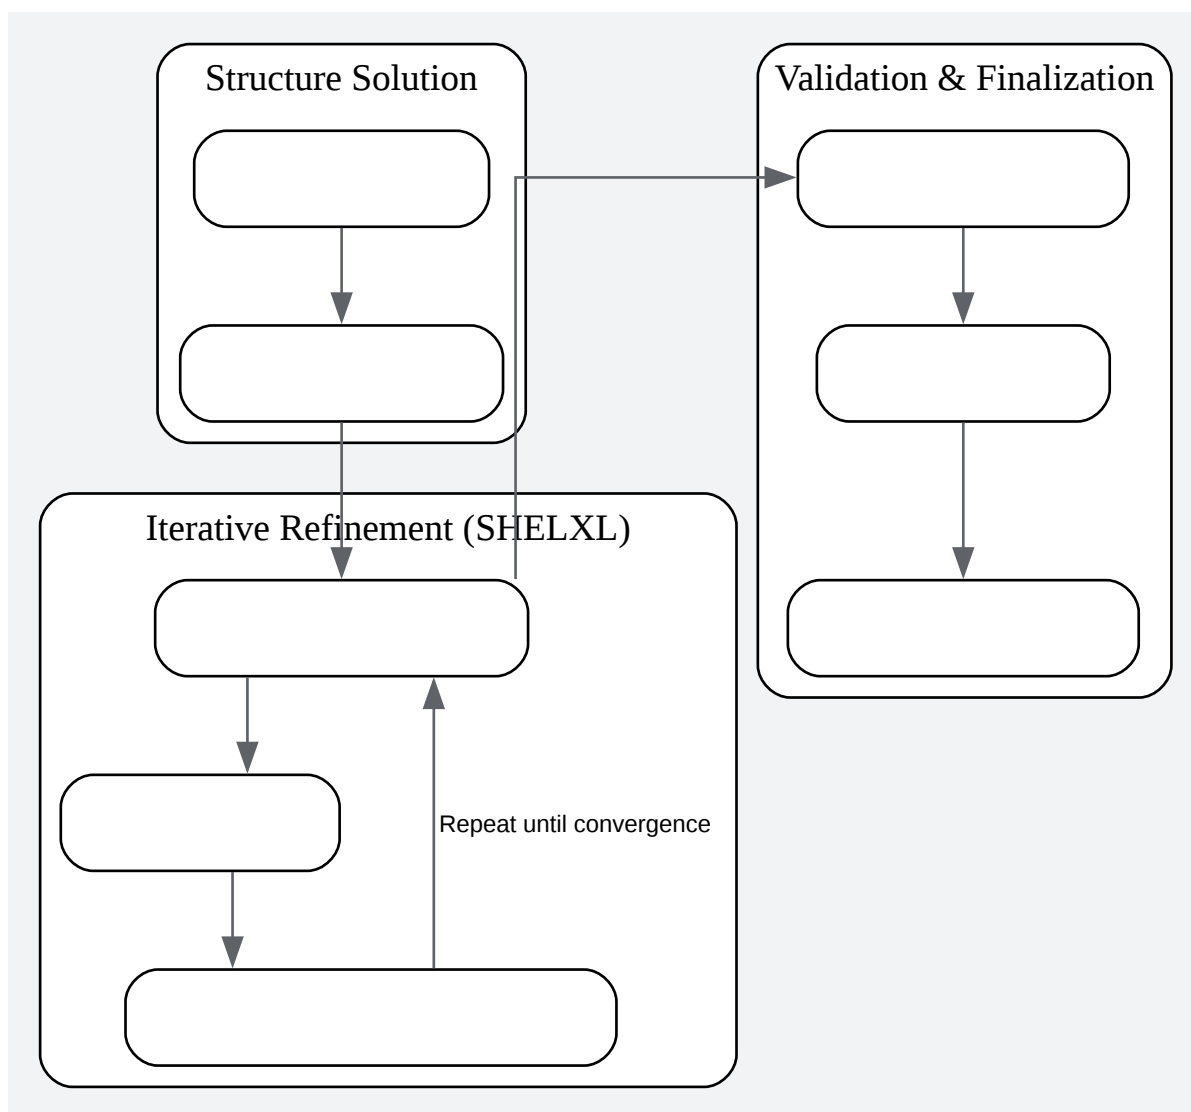 Structure Solution
Validation & Finalization
Iterative Refinement (SHELXL)
Repeat until convergence